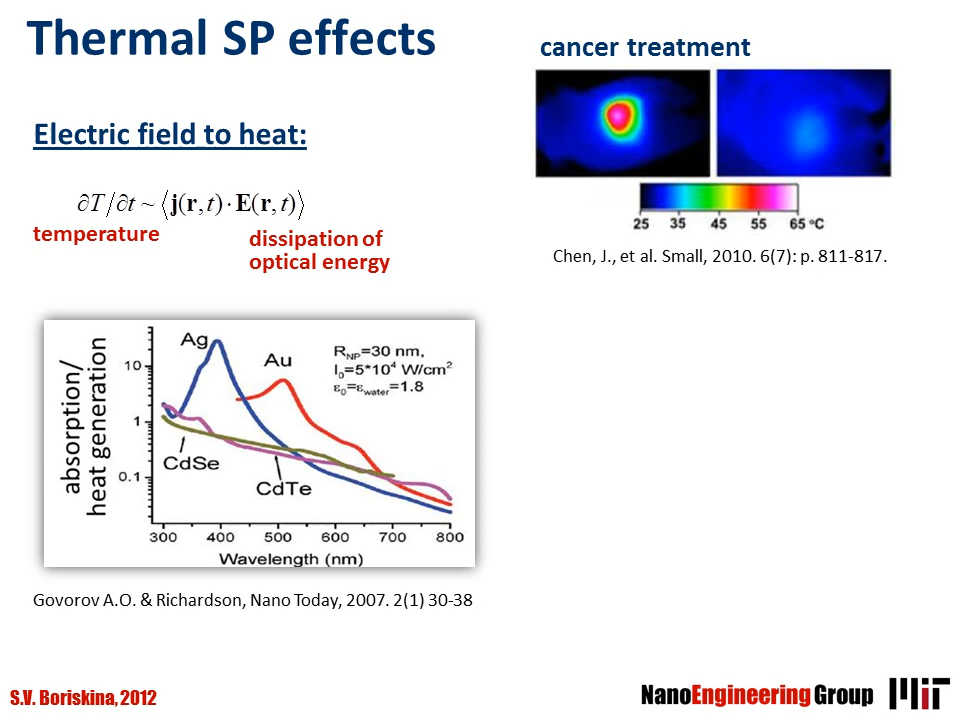 Thermal SP effects
cancer treatment
Electric field to heat:
∂T/∂t ~ ⟨j(r,t)·E(r,t)⟩
temperature
dissipation of
optical energy
25 35 45 55 65 °C
Chen, J., et al. Small, 2010. 6(7): p. 811-817.
absorption/
heat generation
10
1
0.1
Ag
Au
R_NP=30 nm,
I_0=5*10^4 W/cm^2
ε_0=ε_water=1.8
CdSe
CdTe
300 400 500 600 700 800
Wavelength (nm)
Govorov A.O. & Richardson, Nano Today, 2007. 2(1) 30-38
S.V. Boriskina, 2012
NanoEngineering Group
MIT